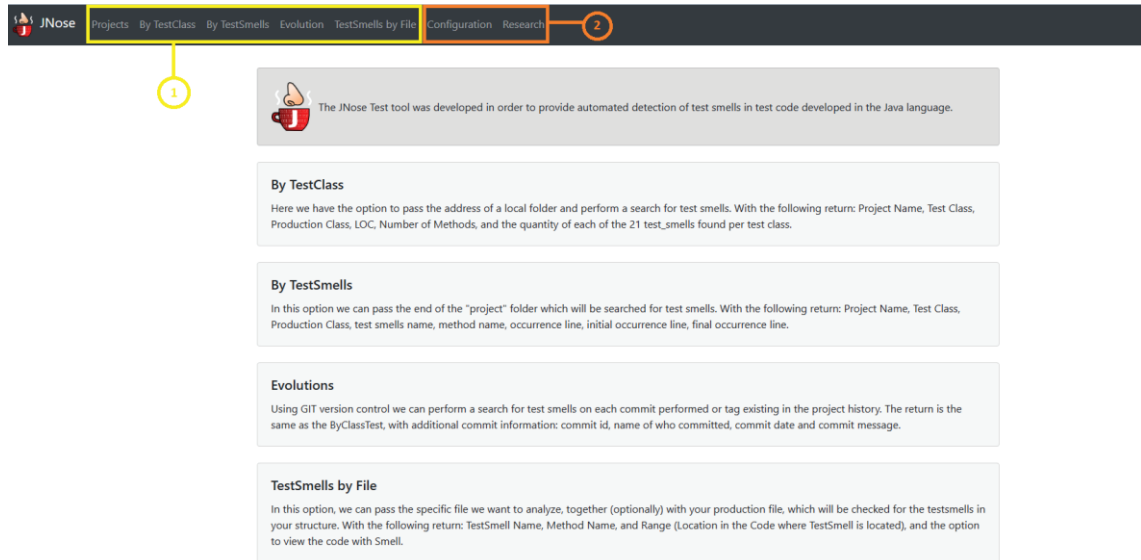 JNose Projects By TestClass By TestSmells Evolution TestSmells by File Configuration Research 2
1
J The JNose Test tool was developed in order to provide automated detection of test smells in test code developed in the Java language.
By TestClass
Here we have the option to pass the address of a local folder and perform a search for test smells. With the following return: Project Name, Test Class,
Production Class, LOC, Number of Methods, and the quantity of each of the 21 test_smells found per test class.
By TestSmells
In this option we can pass the end of the "project" folder which will be searched for test smells. With the following return: Project Name, Test Class,
Production Class, test smells name, method name, occurrence line, initial occurrence line, final occurrence line.
Evolutions
Using GIT version control we can perform a search for test smells on each commit performed or tag existing in the project history. The return is the
same as the ByClassTest, with additional commit information: commit id, name of who committed, commit date and commit message.
TestSmells by File
In this option, we can pass the specific file we want to analyze, together (optionally) with your production file, which will be checked for the testsmells in
your structure. With the following return: TestSmell Name, Method Name, and Range (Location in the Code where TestSmell is located), and the option
to view the code with Smell.